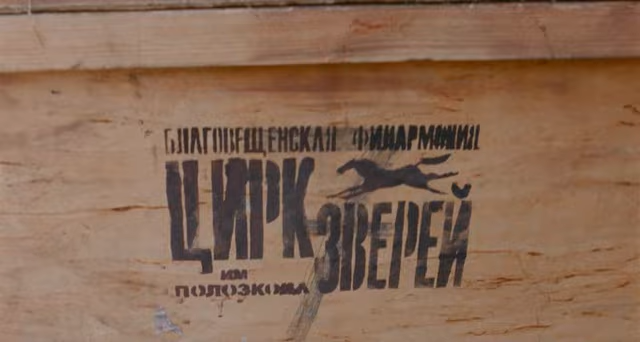 БЛАГОВЕЩЕНСКАЯ ФИЛАРМОНИЯ
ЦИРК
ЗВЕРЕЙ
ИМ
ПОЛОЗКОВА